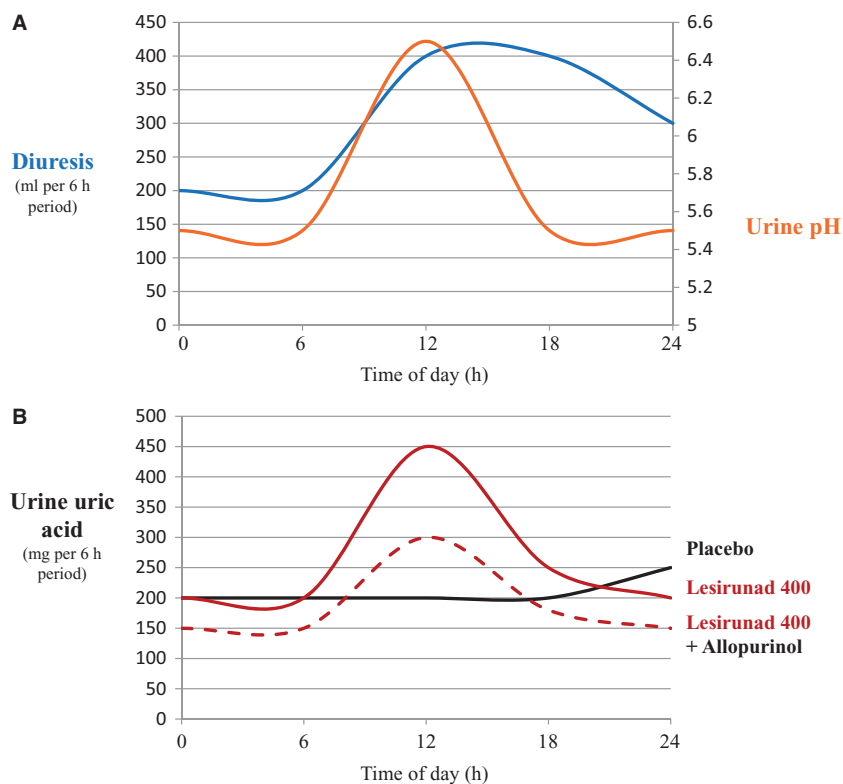 A
450
400
350
300
250
200
150
100
50
0
Diuresis
(ml per 6 h
period)
6.6
6.4
6.2
6
5.8
5.6
5.4
5.2
5
Urine pH
0 6 12 18 24
Time of day (h)
B
500
450
400
350
300
250
200
150
100
50
0
Urine uric
acid
(mg per 6 h
period)
Placebo
Lesirunad 400
Lesirunad 400
+ Allopurinol
0 6 12 18 24
Time of day (h)